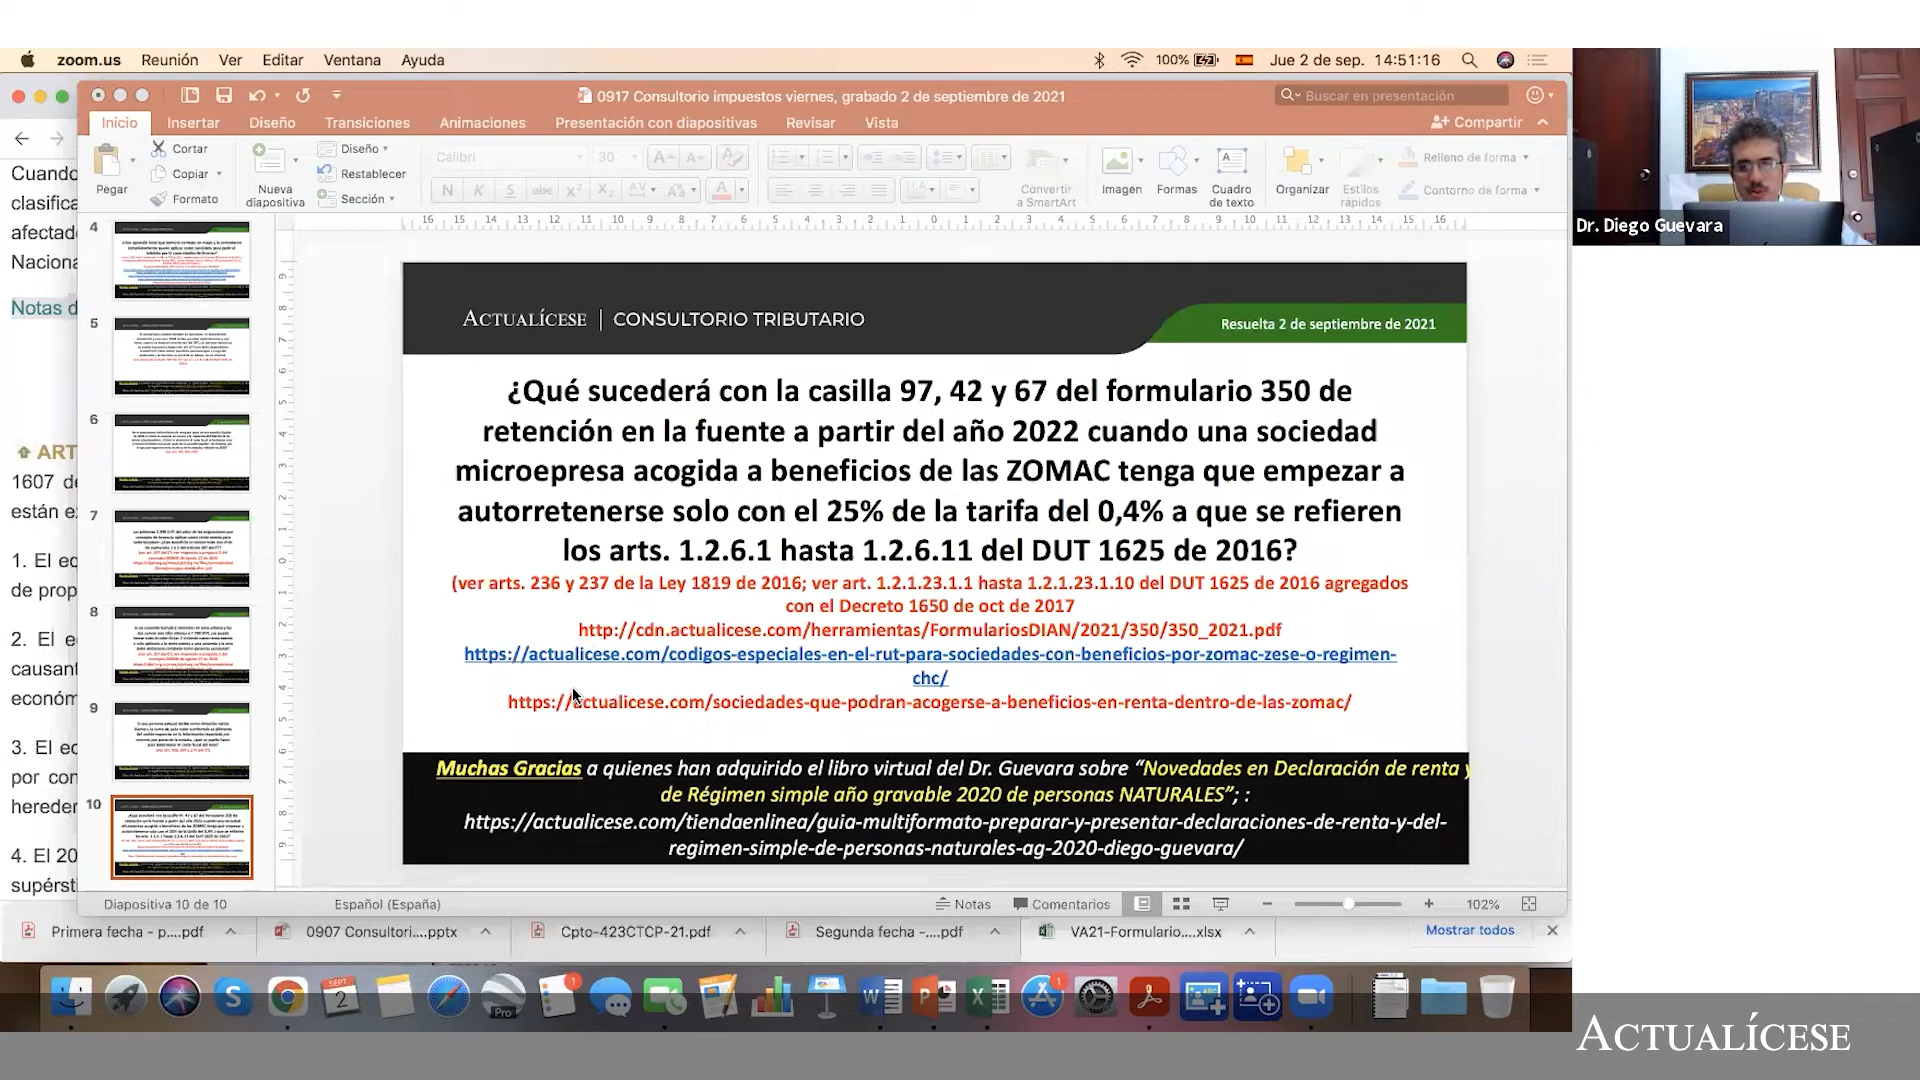 zoom.us Reunión Ver Editar Ventana Ayuda 100% Jue 2 de sep. 14:51:16
0917 Consultorio impuestos viernes, grabado 2 de septiembre de 2021 Buscar en presentación
Inicio Insertar Diseño Transiciones Animaciones Presentación con diapositivas Revisar Vista Compartir
Pegar Cortar Copiar Formato
Nueva diapositiva Diseño Restablecer Sección
Calibri 30
Convertir a SmartArt Imagen Formas Cuadro de texto Organizar Estilos rápidos Relleno de forma Contorno de forma
Dr. Diego Guevara
Cuando
clasifica
afectado
Naciona
Notas d
ART
1607 de
están e
1. El eq
de prop
2. El e
causant
económ
3. El eq
por con
hereder
4. El 20
supérsti
4
5
6
7
8
9
10
ACTUALÍCESE | CONSULTORIO TRIBUTARIO
Resuelta 2 de septiembre de 2021
¿Qué sucederá con la casilla 97, 42 y 67 del formulario 350 de
retención en la fuente a partir del año 2022 cuando una sociedad
microepresa acogida a beneficios de las ZOMAC tenga que empezar a
autorretenerse solo con el 25% de la tarifa del 0,4% a que se refieren
los arts. 1.2.6.1 hasta 1.2.6.11 del DUT 1625 de 2016?
(ver arts. 236 y 237 de la Ley 1819 de 2016; ver art. 1.2.1.23.1.1 hasta 1.2.1.23.1.10 del DUT 1625 de 2016 agregados
con el Decreto 1650 de oct de 2017
http://cdn.actualicese.com/herramientas/FormulariosDIAN/2021/350/350_2021.pdf
https://actualicese.com/codigos-especiales-en-el-rut-para-sociedades-con-beneficios-por-zomac-zese-o-regimen-
chc/
https://actualicese.com/sociedades-que-podran-acogerse-a-beneficios-en-renta-dentro-de-las-zomac/
Muchas Gracias a quienes han adquirido el libro virtual del Dr. Guevara sobre “Novedades en Declaración de renta y
de Régimen simple año gravable 2020 de personas NATURALES”; :
https://actualicese.com/tiendaenlinea/guia-multiformato-preparar-y-presentar-declaraciones-de-renta-y-del-
regimen-simple-de-personas-naturales-ag-2020-diego-guevara/
Diapositiva 10 de 10 Español (España) Notas Comentarios 102%
Primera fecha - p....pdf 0907 Consultori....pptx Cpto-423CTCP-21.pdf Segunda fecha -....pdf VA21-Formulario....xlsx Mostrar todos
ACTUALÍCESE